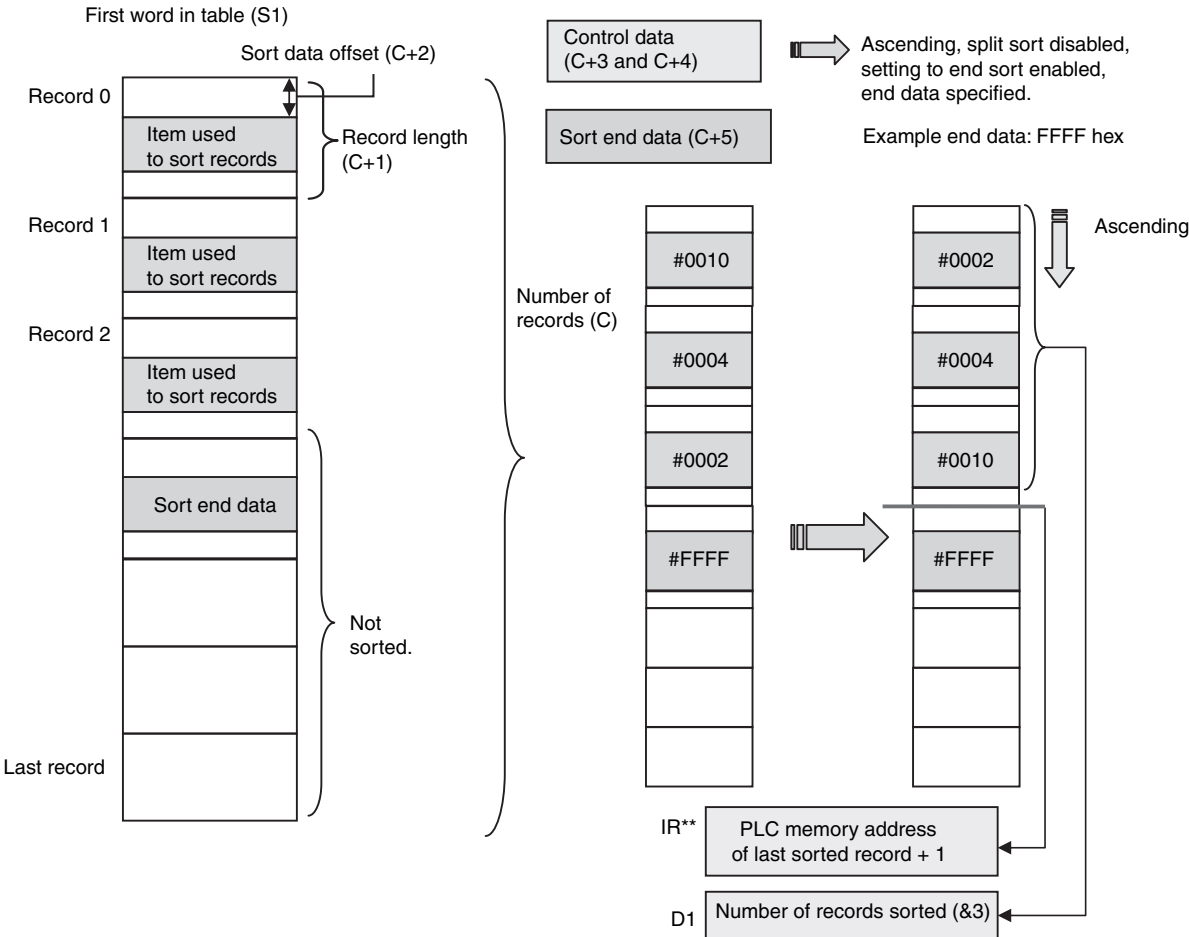 First word in table (S1)
Sort data offset (C+2)
Record 0
Item used
to sort records
Record length
(C+1)
Record 1
Item used
to sort records
Record 2
Item used
to sort records
Sort end data
Not
sorted.
Last record
Number of
records (C)
Control data
(C+3 and C+4)
Ascending, split sort disabled,
setting to end sort enabled,
end data specified.
Sort end data (C+5)
Example end data: FFFF hex
#0010
#0004
#0002
#FFFF
#0002
#0004
#0010
#FFFF
Ascending
IR**
PLC memory address
of last sorted record + 1
D1
Number of records sorted (&3)